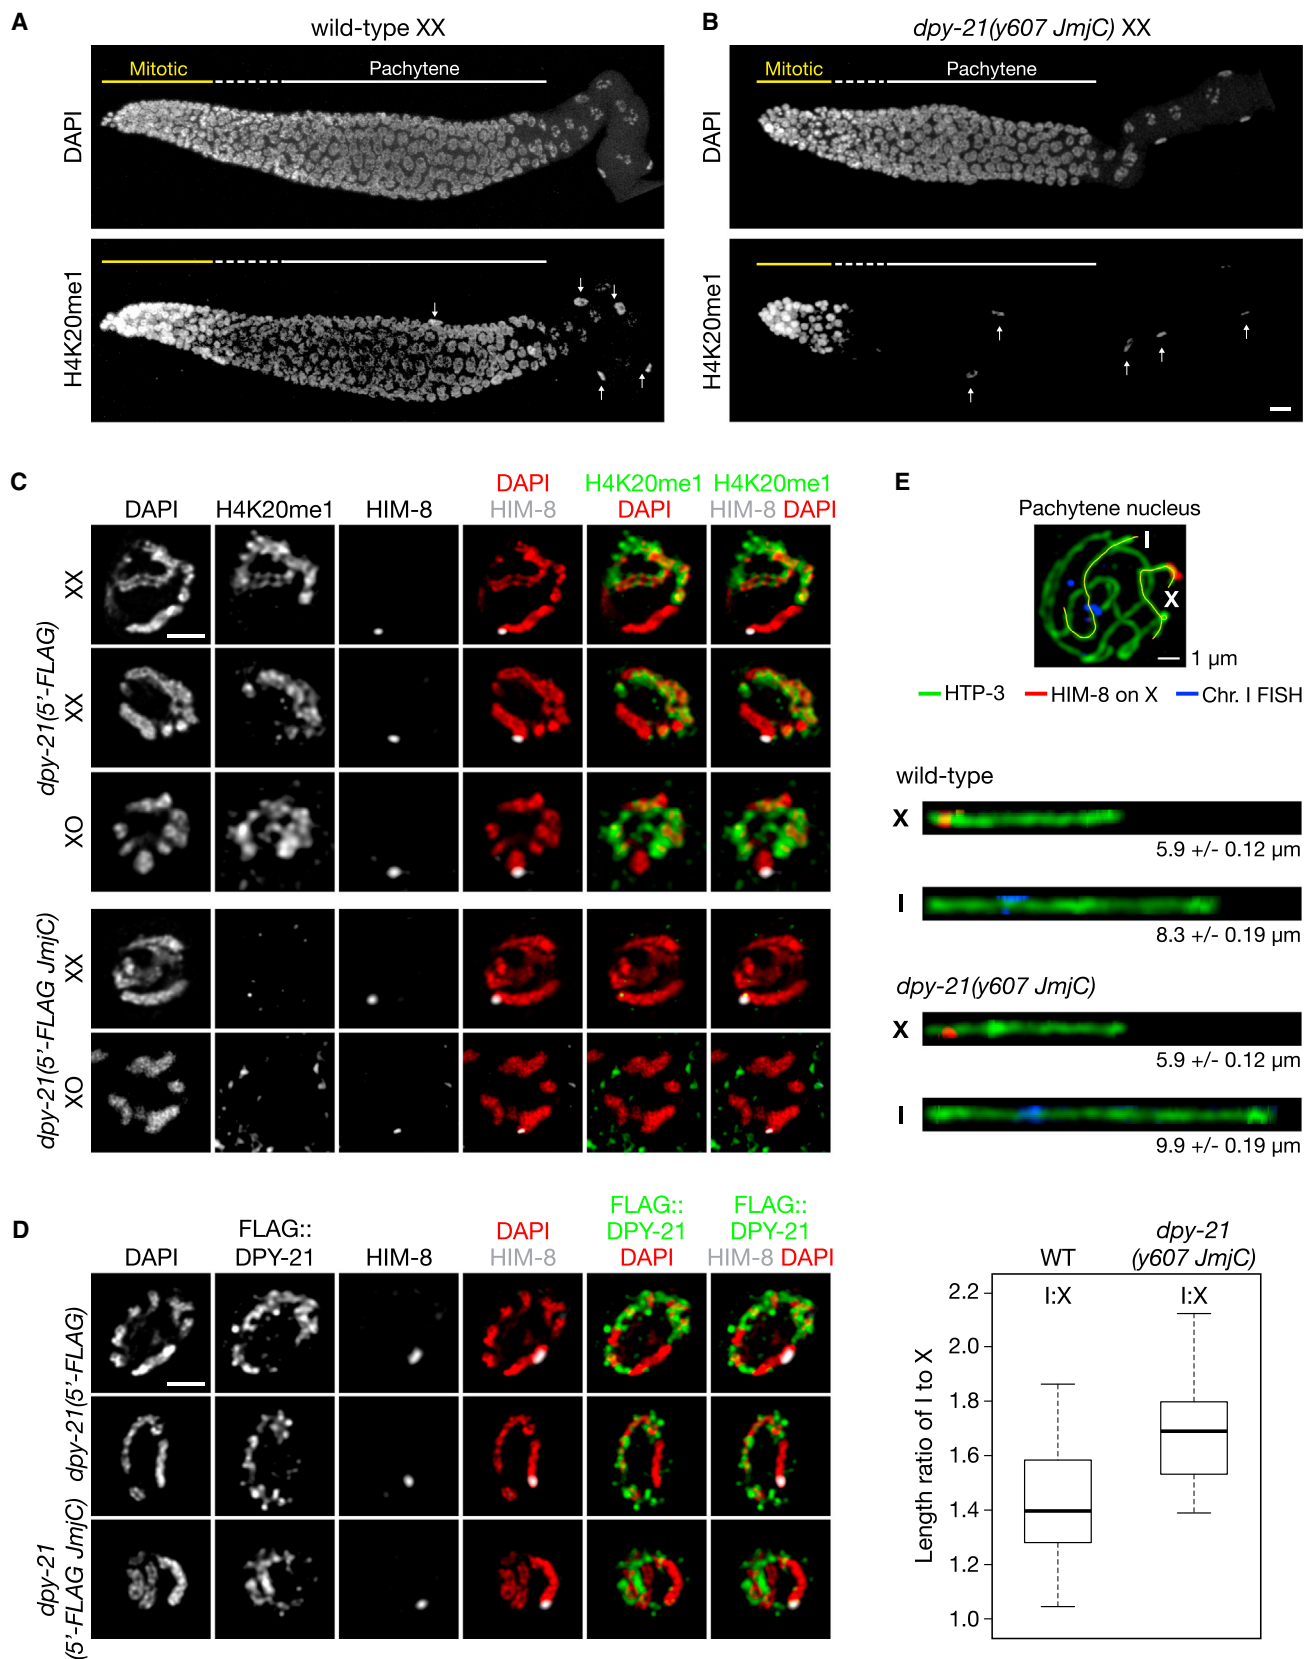 A
wild-type XX
Mitotic
Pachytene
DAPI
H4K20me1
B
dpy-21(y607 JmjC) XX
Mitotic
Pachytene
DAPI
H4K20me1
C
DAPI
H4K20me1
HIM-8
DAPI
HIM-8
H4K20me1
DAPI
H4K20me1
HIM-8 DAPI
dpy-21(5'-FLAG)
XX
XX
XO
dpy-21(5'-FLAG JmjC)
XX
XO
D
DAPI
FLAG::
DPY-21
HIM-8
DAPI
HIM-8
FLAG::
DPY-21
DAPI
FLAG::
DPY-21
HIM-8 DAPI
dpy-21(5'-FLAG)
dpy-21
(5'-FLAG JmjC)
E
Pachytene nucleus
I
X
1 µm
HTP-3
HIM-8 on X
Chr. I FISH
wild-type
X
5.9 +/- 0.12 µm
I
8.3 +/- 0.19 µm
dpy-21(y607 JmjC)
X
5.9 +/- 0.12 µm
I
9.9 +/- 0.19 µm
WT
dpy-21
(y607 JmjC)
I:X
I:X
Length ratio of I to X
2.2
2.0
1.8
1.6
1.4
1.2
1.0